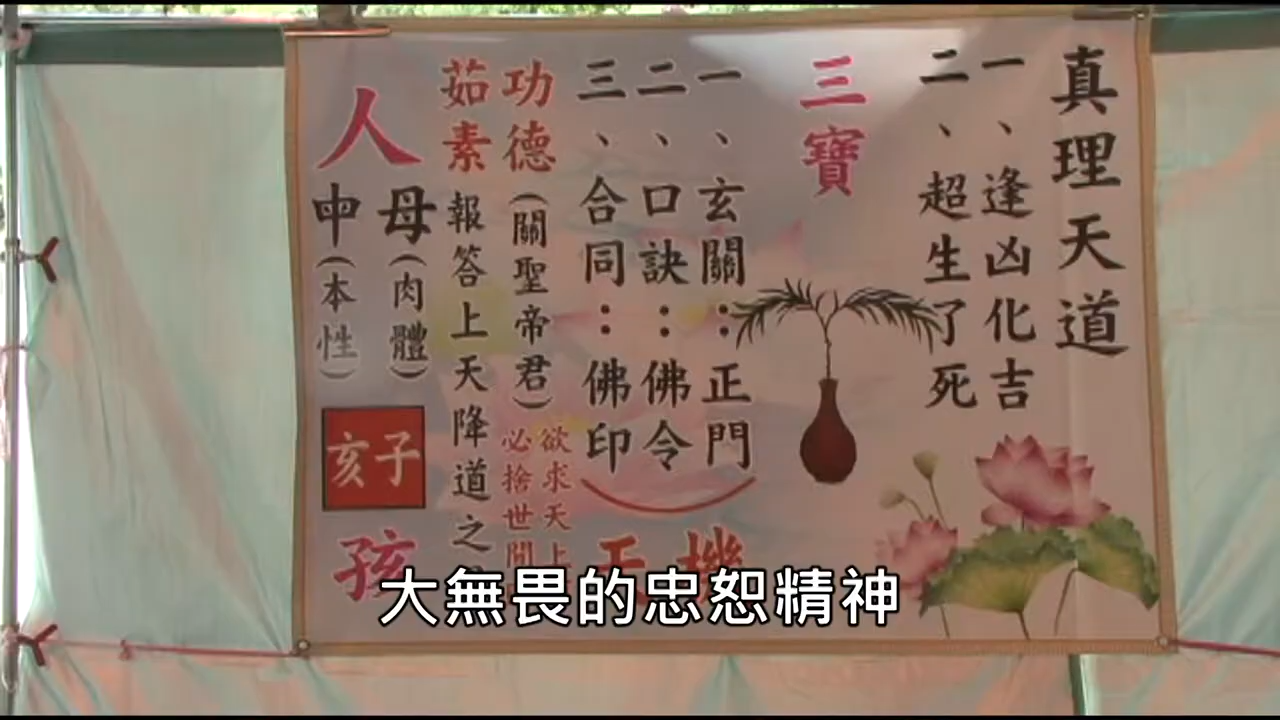 真理天道
一、逢凶化吉
二、超生了死
三寶
一、玄關：正門
二、口訣：佛令
三、合同：佛印
天機
功德(關聖帝君)
欲求天上
必捨世間
茹素報答上天降道之
人
母(肉體)
申(本性)
子
亥
孩
大無畏的忠恕精神